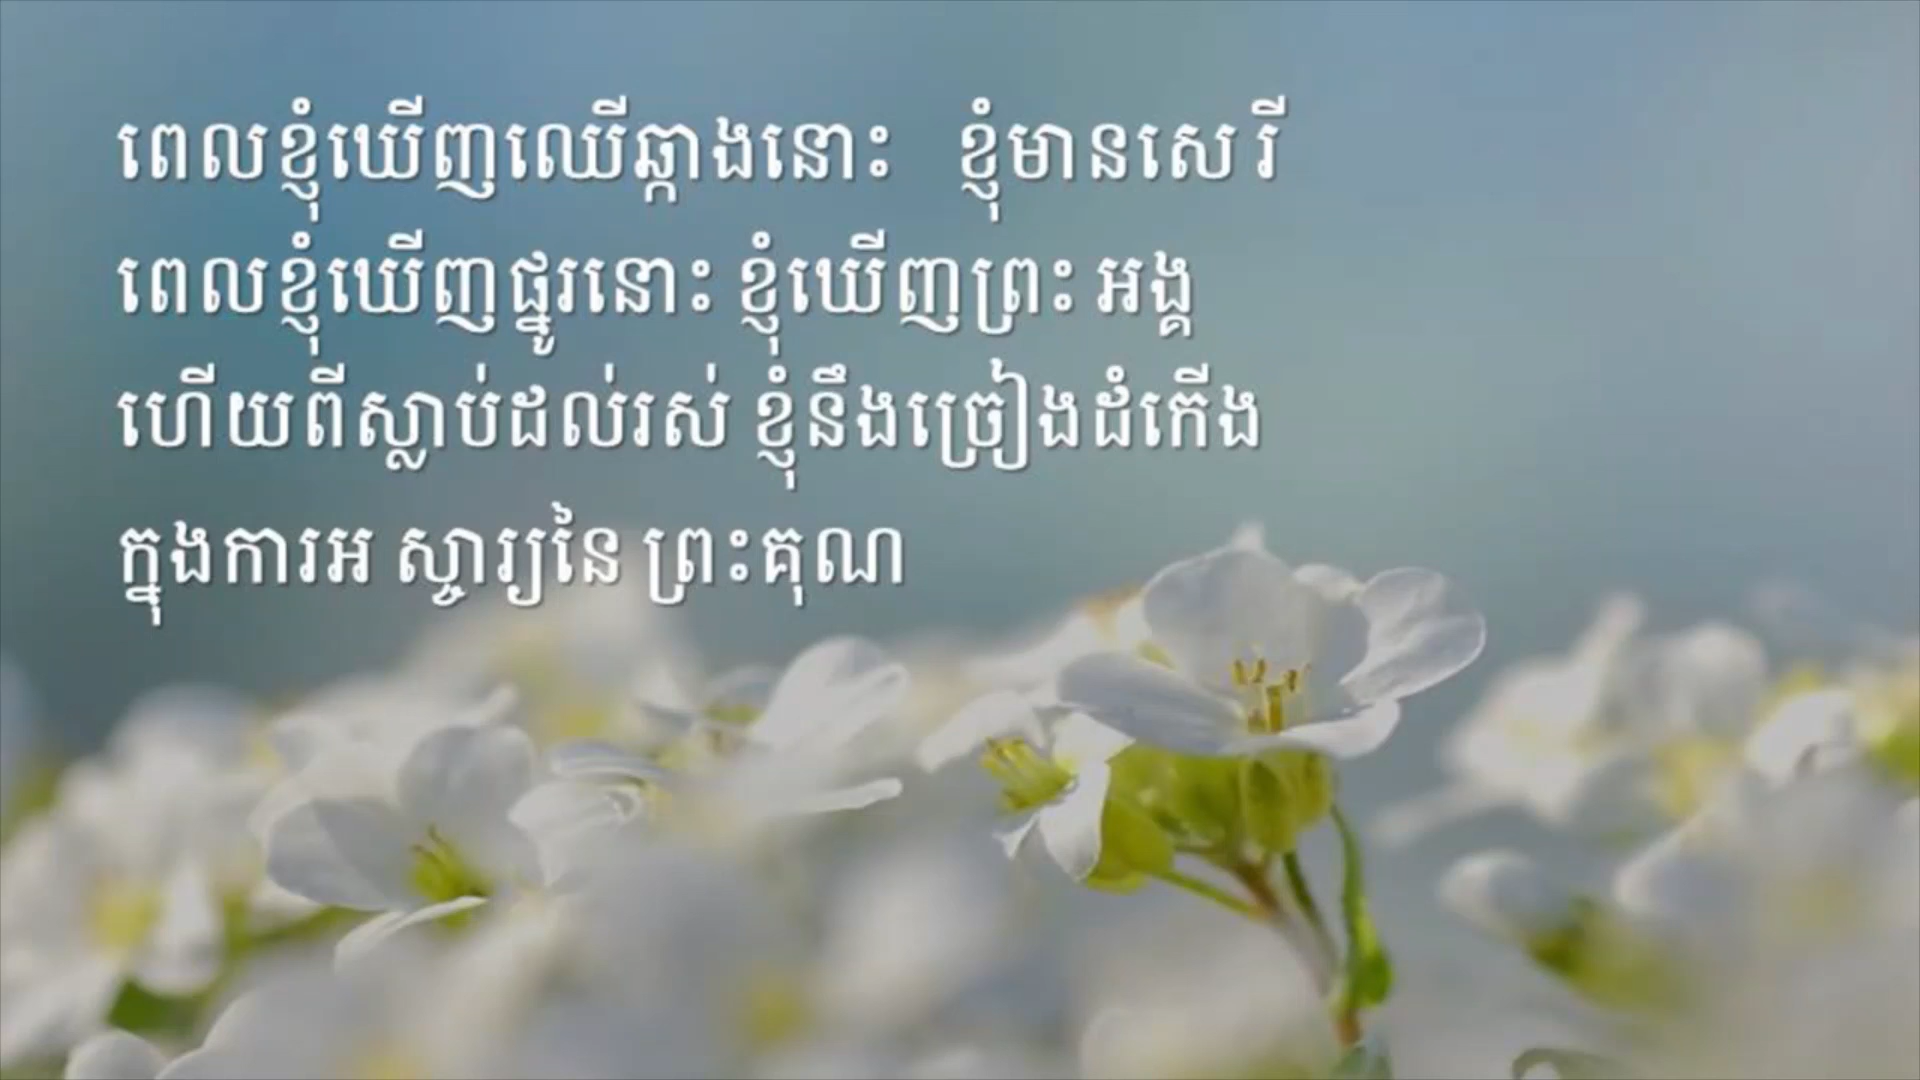 ពេលខ្ញុំឃើញឈើឆ្កាងនោះ ខ្ញុំមានសេរី
ពេលខ្ញុំឃើញផ្នូរនោះ ខ្ញុំឃើញព្រះ អង្គ
ហើយពីស្លាប់ដល់រស់ ខ្ញុំនឹងច្រៀងដំកើង
ក្នុងការអ ស្ចារ្យនៃ ព្រះគុណ